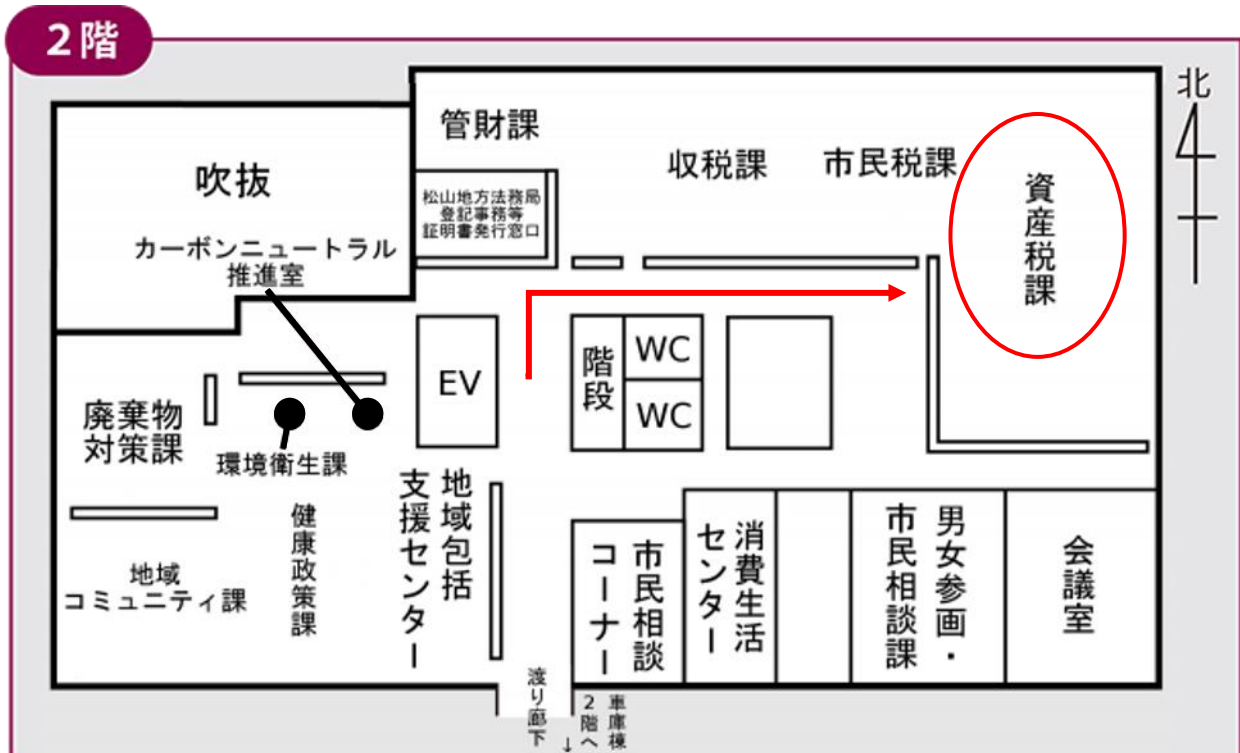 2階
北
管財課
収税課
市民税課
資産税課
吹抜
松山地方法務局
登記事務等
証明書発行窓口
カーボンニュートラル
推進室
EV
階段
WC
WC
廃棄物
対策課
環境衛生課
地域
コミュニティ課
健康政策課
地域包括
支援センター
市民相談
コーナー
消費生活
センター
男女参画・
市民相談課
会議室
渡り廊下
車庫棟
2階へ
↓